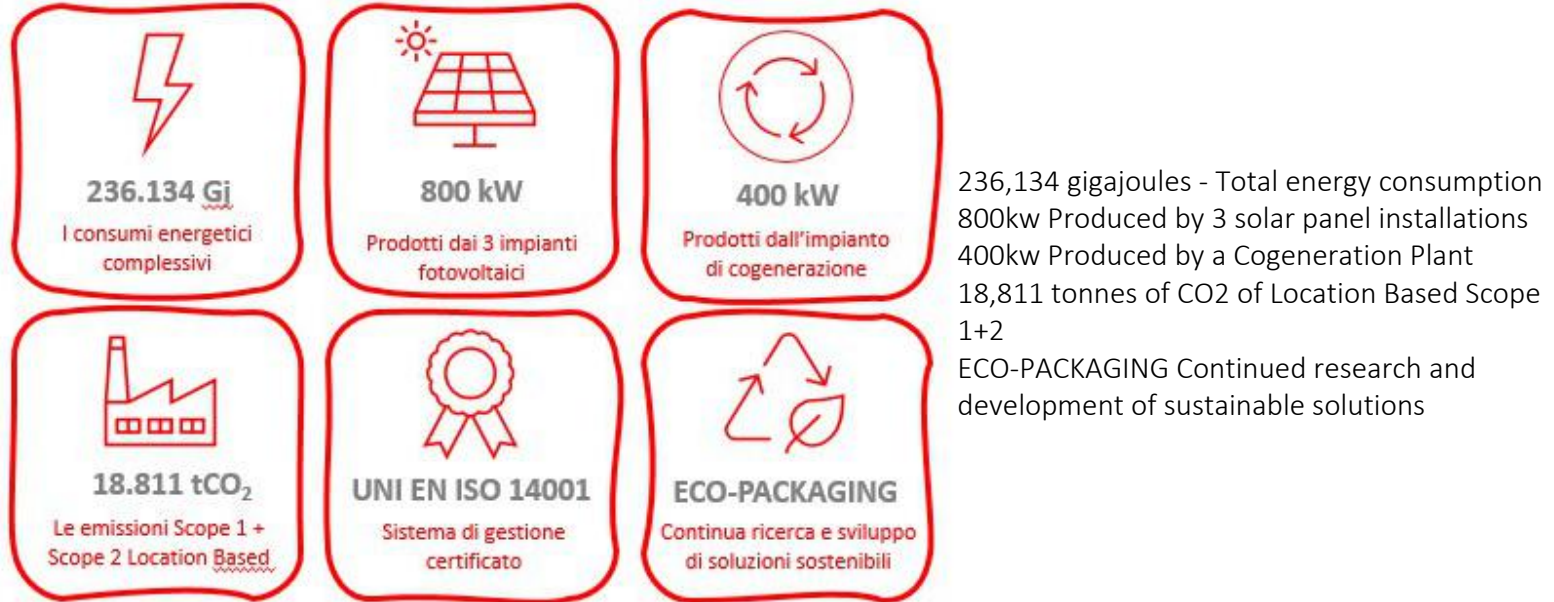 236.134 Gi
I consumi energetici
complessivi
800 kW
Prodotti dai 3 impianti
fotovoltaici
400 kW
Prodotti dall'impianto
di cogenerazione
18.811 tCO₂
Le emissioni Scope 1 +
Scope 2 Location Based
UNI EN ISO 14001
Sistema di gestione
certificato
ECO-PACKAGING
Continua ricerca e sviluppo
di soluzioni sostenibili
236,134 gigajoules - Total energy consumption
800kw Produced by 3 solar panel installations
400kw Produced by a Cogeneration Plant
18,811 tonnes of CO2 of Location Based Scope
1+2
ECO-PACKAGING Continued research and
development of sustainable solutions